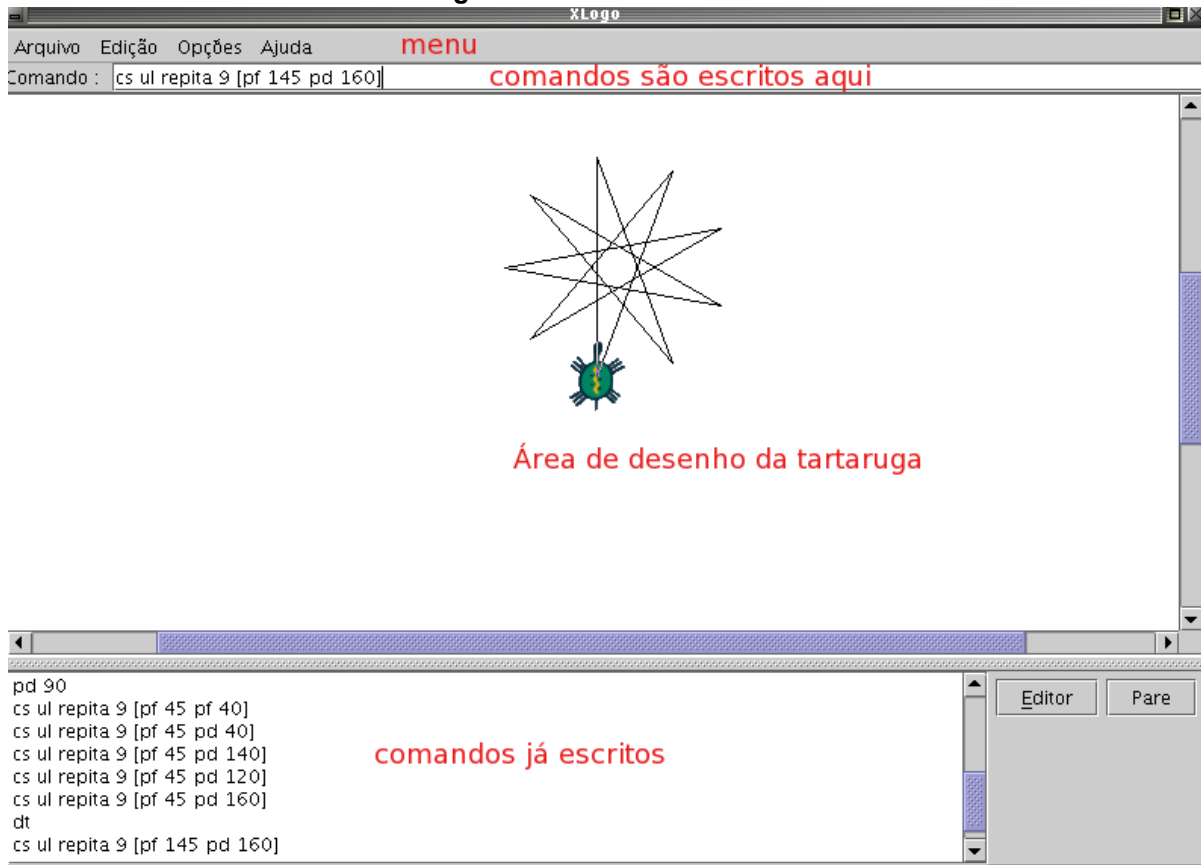 XLogo
Arquivo Edição Opções Ajuda menu
Comando : cs ul repita 9 [pf 145 pd 160] comandos são escritos aqui
Área de desenho da tartaruga
pd 90
cs ul repita 9 [pf 45 pf 40]
cs ul repita 9 [pf 45 pd 40]
cs ul repita 9 [pf 45 pd 140]
cs ul repita 9 [pf 45 pd 120]
cs ul repita 9 [pf 45 pd 160]
dt
cs ul repita 9 [pf 145 pd 160]
comandos já escritos
Editor Pare